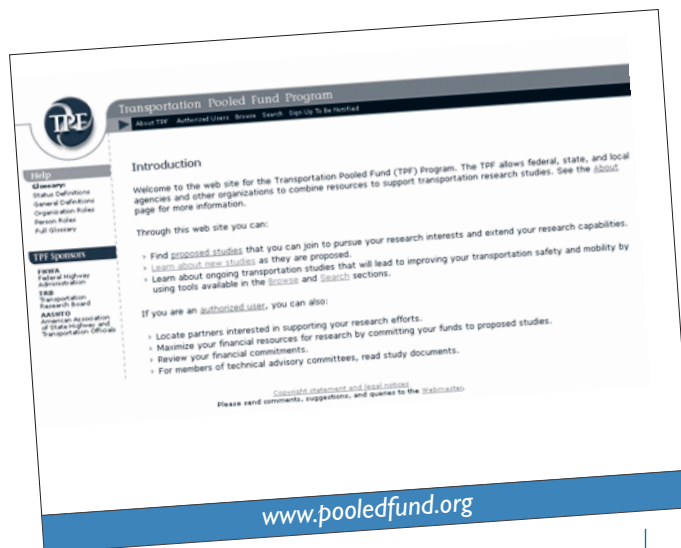 TPF
Transportation Pooled Fund Program
About TPF Authorized Users Browse Search Sign Up To Be Notified
Help
Glossary:
Status Definitions
General Definitions
Organization Roles
Person Roles
Full Glossary
TPF Sponsors
FHWA
Federal Highway
Administration
TRB
Transportation
Research Board
AASHTO
American Association
of State Highway and
Transportation Officials
Introduction
Welcome to the web site for the Transportation Pooled Fund (TPF) Program. The TPF allows federal, state, and local
agencies and other organizations to combine resources to support transportation research studies. See the About
page for more information.
Through this web site you can:
› Find proposed studies that you can join to pursue your research interests and extend your research capabilities.
› Learn about new studies as they are proposed.
› Learn about ongoing transportation studies that will lead to improving your transportation safety and mobility by
using tools available in the Browse and Search sections.
If you are an authorized user, you can also:
› Locate partners interested in supporting your research efforts.
› Maximize your financial resources for research by committing your funds to proposed studies.
› Review your financial commitments.
› For members of technical advisory committees, read study documents.
Copyright statement and legal notices
Please send comments, suggestions, and queries to the Webmaster.
www.pooledfund.org